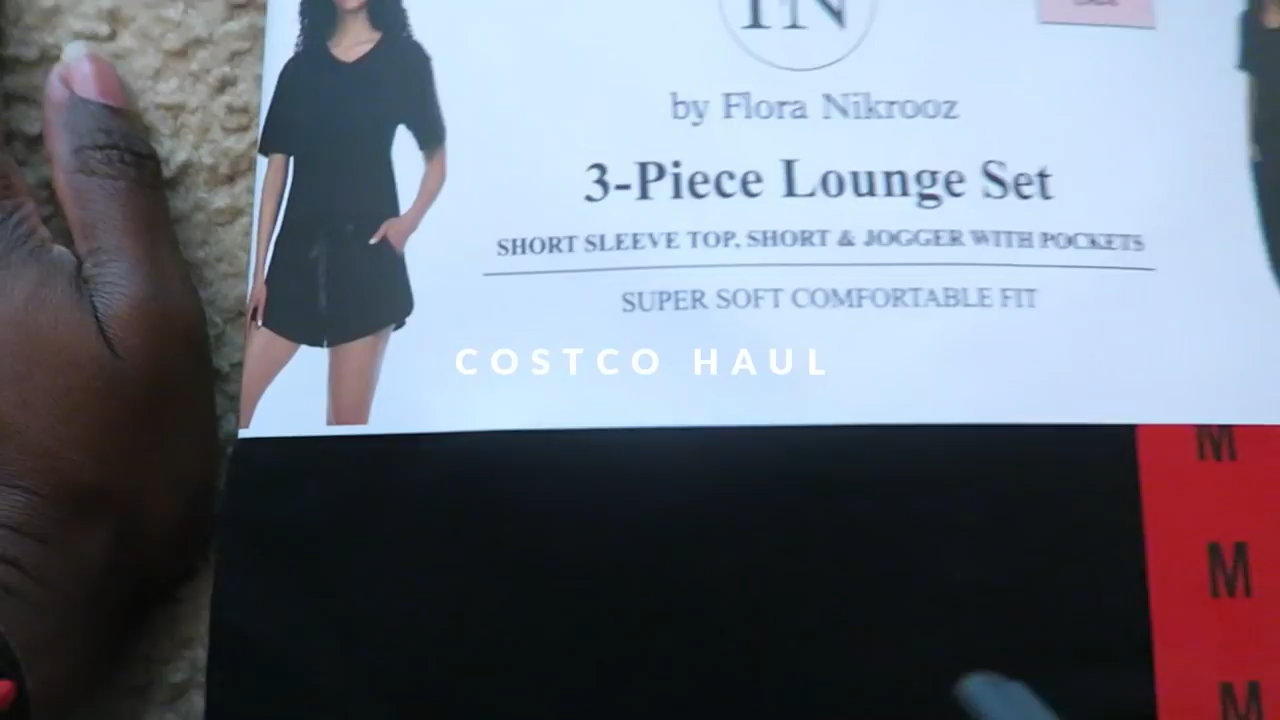 by Flora Nikrooz
3-Piece Lounge Set
SHORT SLEEVE TOP, SHORT & JOGGER WITH POCKETS
SUPER SOFT COMFORTABLE FIT
COSTCO HAUL
M
M
M